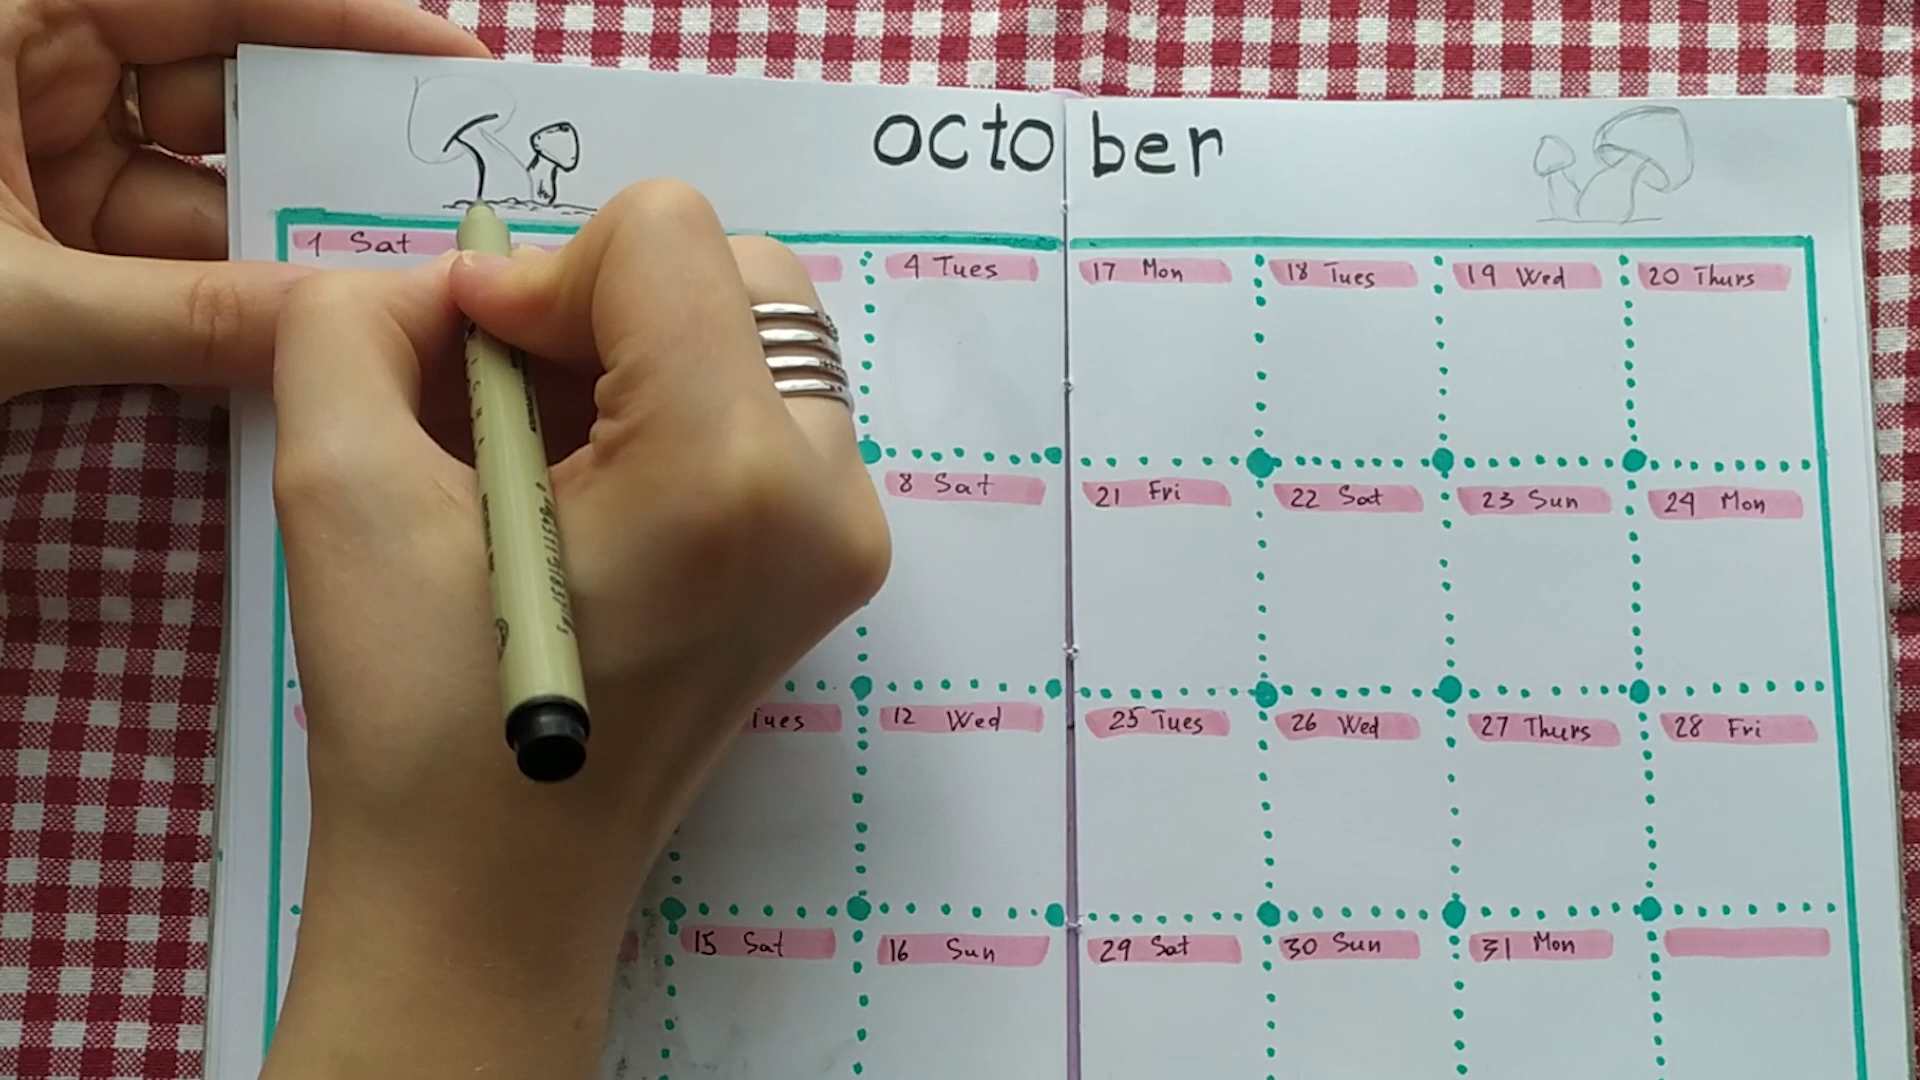 october
1 Sat
4 Tues
17 Mon
18 Tues
19 Wed
20 Thurs
8 Sat
21 Fri
22 Sat
23 Sun
24 Mon
Tues
12 Wed
25 Tues
26 Wed
27 Thurs
28 Fri
15 Sat
16 Sun
29 Sat
30 Sun
31 Mon